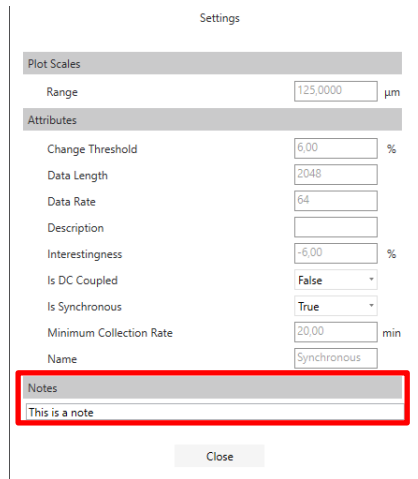 Settings
Plot Scales
Range 125,0000 µm
Attributes
Change Threshold 6,00 %
Data Length 2048
Data Rate 64
Description
Interestingness -6,00 %
Is DC Coupled False
Is Synchronous True
Minimum Collection Rate 20,00 min
Name Synchronous
Notes
This is a note
Close